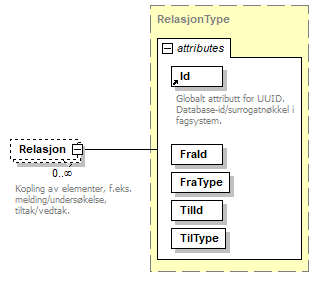 RelasjonType
attributes
Id
Globalt attributt for UUID.
Database-id/surrogatnøkkel i
fagsystem.
Relasjon
0..∞
Kopling av elementer, f.eks.
melding/undersøkelse,
tiltak/vedtak.
FraId
FraType
TilId
TilType